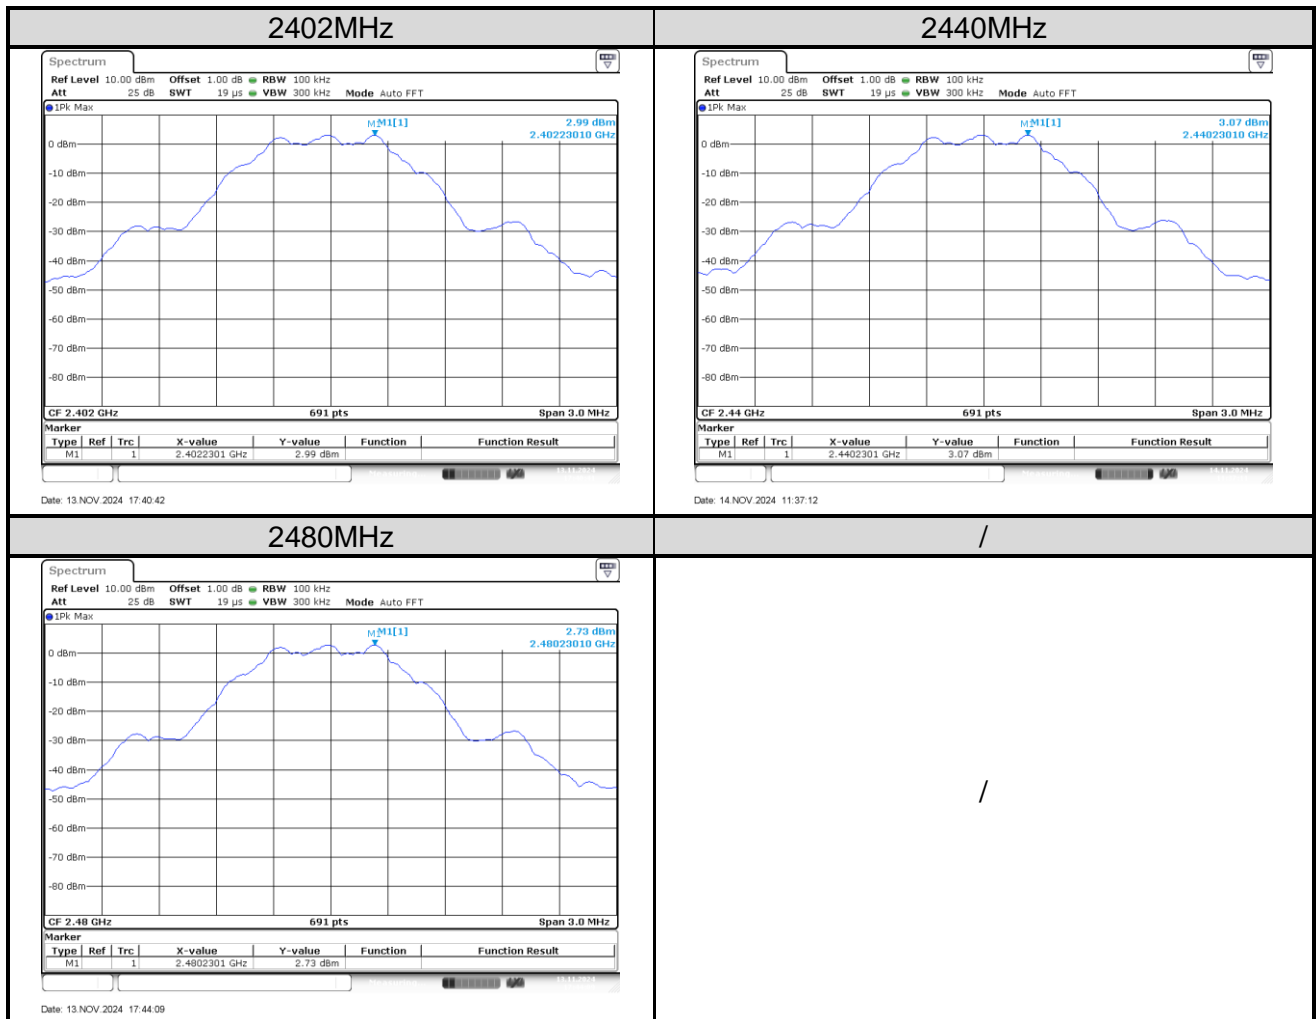 2402MHz
2440MHz
Spectrum
Ref Level 10.00 dBm Offset 1.00 dB RBW 100 kHz
Att 25 dB SWT 19 µs VBW 300 kHz Mode Auto FFT
1Pk Max
M1[1] 2.99 dBm
2.40223010 GHz
M1
0 dBm
-10 dBm
-20 dBm
-30 dBm
-40 dBm
-50 dBm
-60 dBm
-70 dBm
-80 dBm
CF 2.402 GHz 691 pts Span 3.0 MHz
Marker
Type Ref Trc X-value Y-value Function Function Result
M1 1 2.4022301 GHz 2.99 dBm
Date: 13.NOV.2024 17:40:42
Spectrum
Ref Level 10.00 dBm Offset 1.00 dB RBW 100 kHz
Att 25 dB SWT 19 µs VBW 300 kHz Mode Auto FFT
1Pk Max
M1[1] 3.07 dBm
2.44023010 GHz
M1
0 dBm
-10 dBm
-20 dBm
-30 dBm
-40 dBm
-50 dBm
-60 dBm
-70 dBm
-80 dBm
CF 2.44 GHz 691 pts Span 3.0 MHz
Marker
Type Ref Trc X-value Y-value Function Function Result
M1 1 2.4402301 GHz 3.07 dBm
Date: 14.NOV.2024 11:37:12
2480MHz
/
Spectrum
Ref Level 10.00 dBm Offset 1.00 dB RBW 100 kHz
Att 25 dB SWT 19 µs VBW 300 kHz Mode Auto FFT
1Pk Max
M1[1] 2.73 dBm
2.48023010 GHz
M1
0 dBm
-10 dBm
-20 dBm
-30 dBm
-40 dBm
-50 dBm
-60 dBm
-70 dBm
-80 dBm
CF 2.48 GHz 691 pts Span 3.0 MHz
Marker
Type Ref Trc X-value Y-value Function Function Result
M1 1 2.4802301 GHz 2.73 dBm
Date: 13.NOV.2024 17:44:09
/